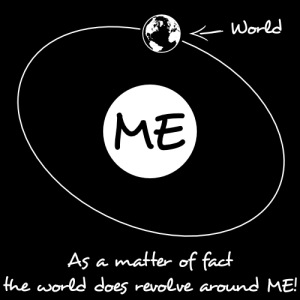 World
ME
As a matter of fact
the world does revolve around ME!